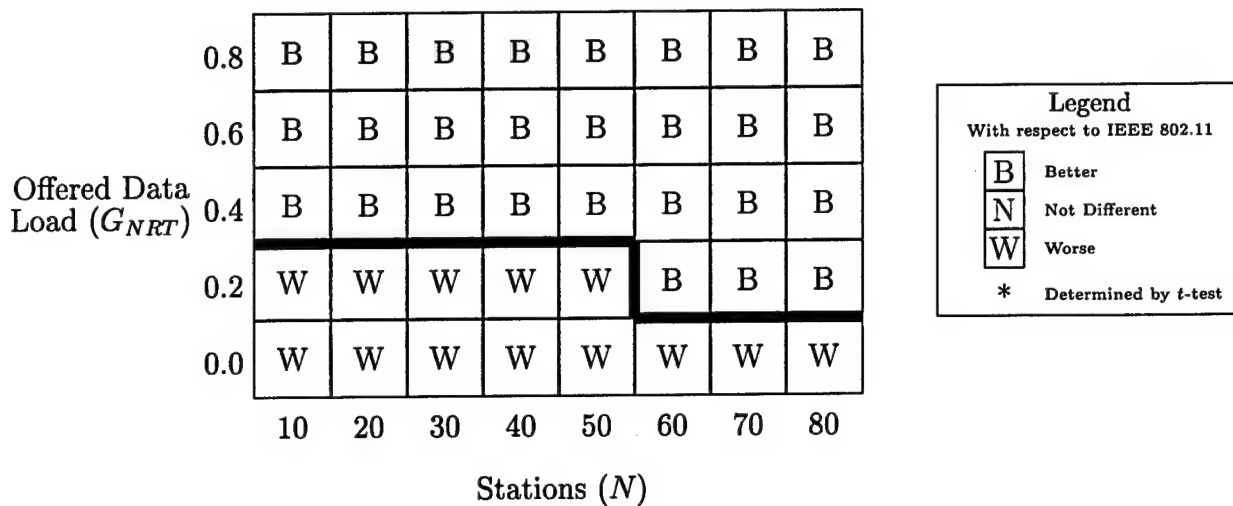 0.8 B B B B B B B B
0.6 B B B B B B B B
Offered Data
Load (G_NRT) 0.4 B B B B B B B B
0.2 W W W W W B B B
0.0 W W W W W W W W
10 20 30 40 50 60 70 80
Stations (N)
Legend
With respect to IEEE 802.11
B Better
N Not Different
W Worse
* Determined by t-test